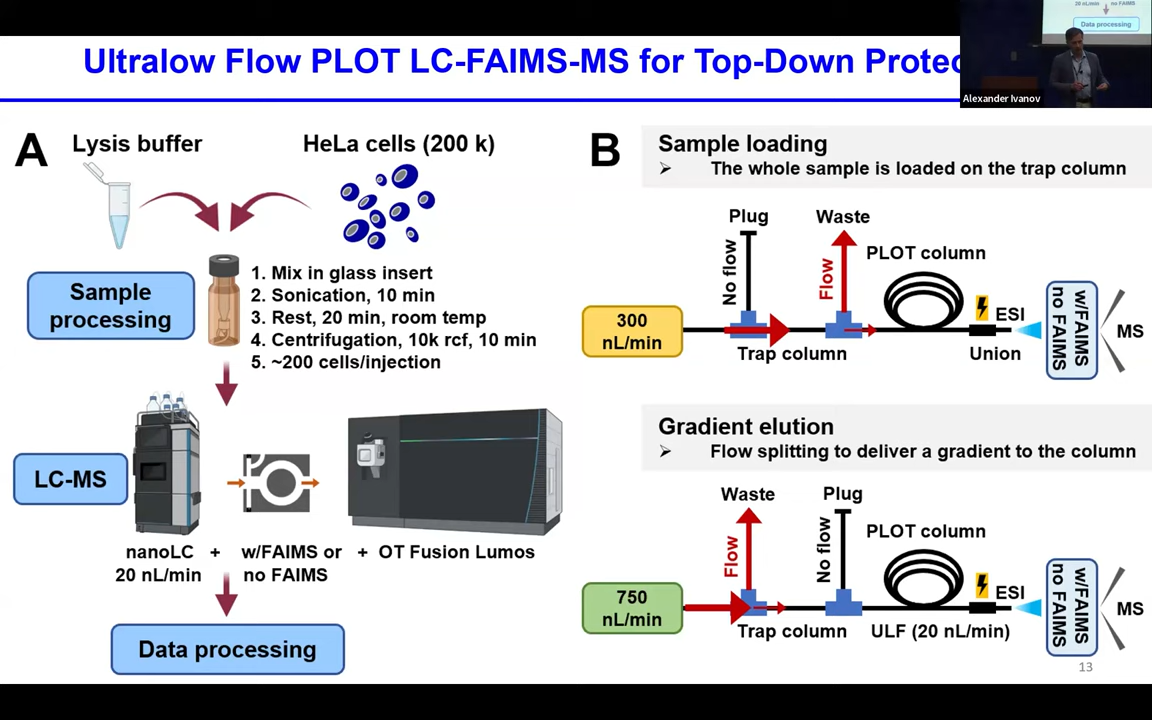 Ultralow Flow PLOT LC-FAIMS-MS for Top-Down
20 nL/min no FAIMS
Data processing
Alexander Ivanov
A
Lysis buffer
HeLa cells (200 k)
Sample
processing
1. Mix in glass insert
2. Sonication, 10 min
3. Rest, 20 min, room temp
4. Centrifugation, 10k rcf, 10 min
5. ~200 cells/injection
LC-MS
nanoLC + w/FAIMS or + OT Fusion Lumos
20 nL/min no FAIMS
Data processing
B
Sample loading
➢ The whole sample is loaded on the trap column
Plug
Waste
No flow
Flow
PLOT column
300
nL/min
Trap column
ESI
Union
w/FAIMS
no FAIMS
MS
Gradient elution
➢ Flow splitting to deliver a gradient to the column
Waste
Plug
Flow
No flow
PLOT column
750
nL/min
Trap column
ULF (20 nL/min)
ESI
w/FAIMS
no FAIMS
MS
13